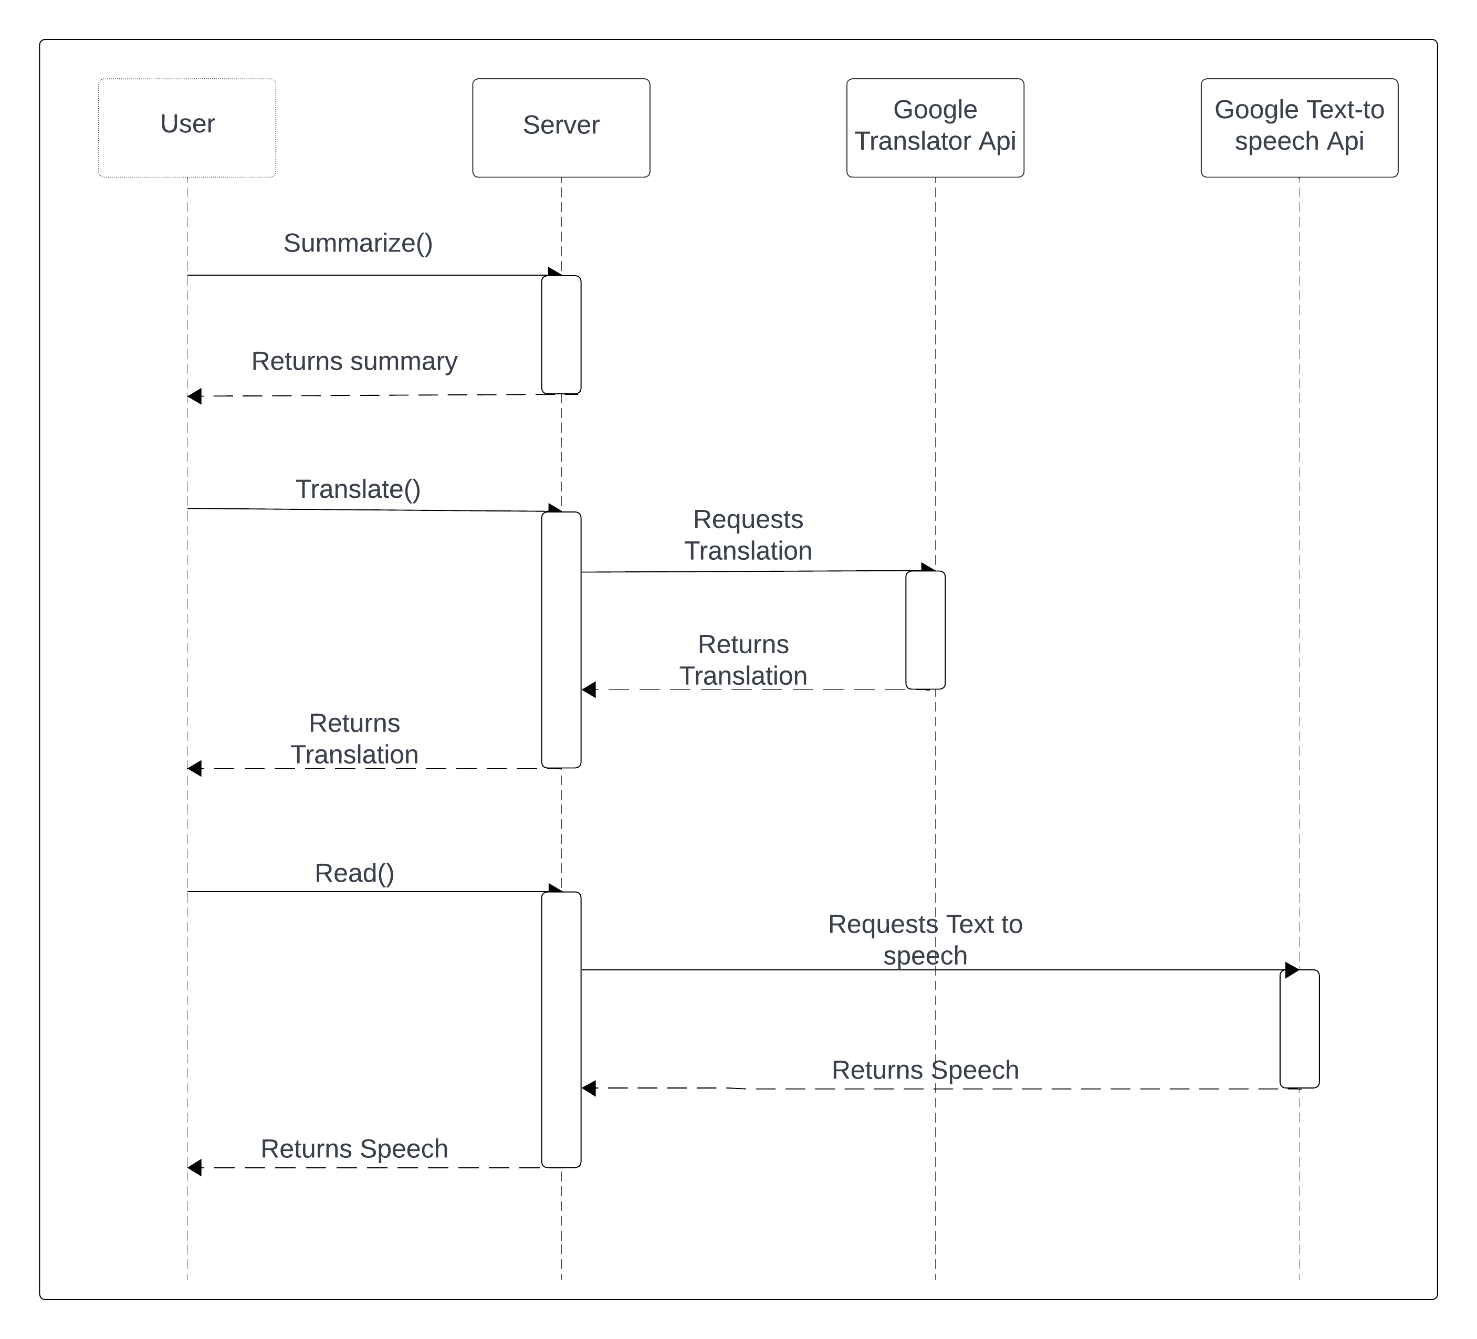 User
Server
Google
Translator Api
Google Text-to
speech Api
Summarize()
Returns summary
Translate()
Requests
Translation
Returns
Translation
Returns
Translation
Read()
Requests Text to
speech
Returns Speech
Returns Speech